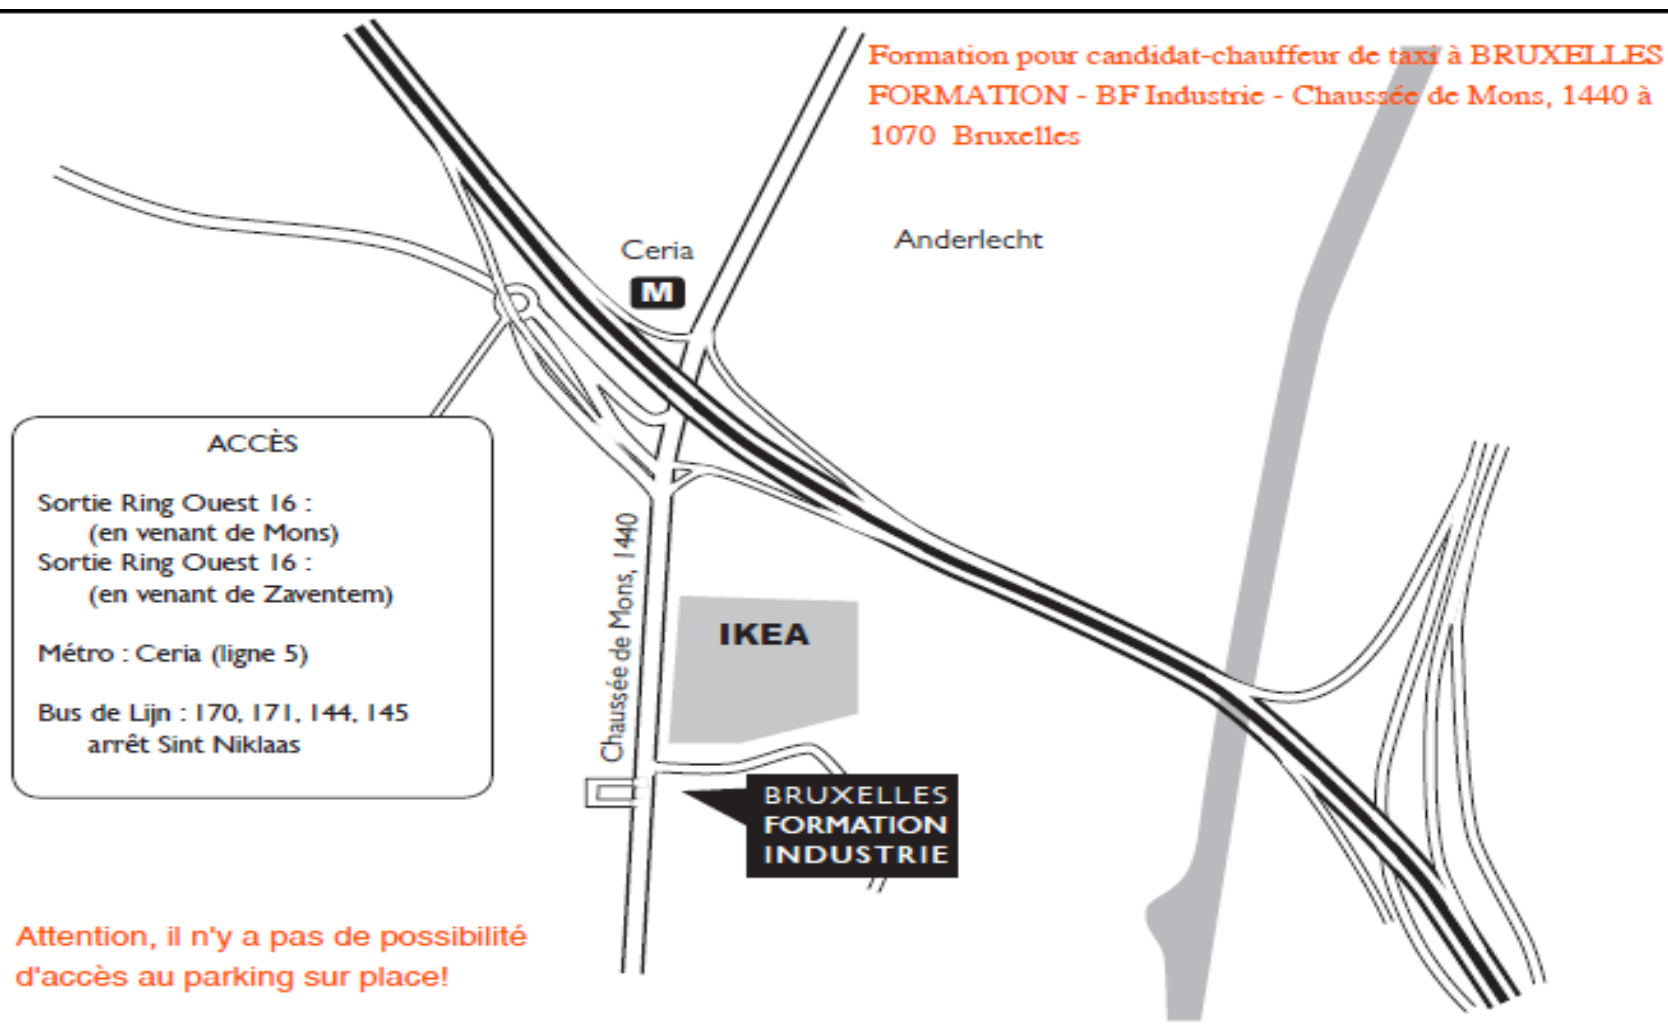 Formation pour candidat-chauffeur de taxi à BRUXELLES
FORMATION - BF Industrie - Chaussée de Mons, 1440 à
1070 Bruxelles
Ceria
M
Anderlecht
ACCÈS
Sortie Ring Ouest 16 :
(en venant de Mons)
Sortie Ring Ouest 16 :
(en venant de Zaventem)
Métro : Ceria (ligne 5)
Bus de Lijn : 170, 171, 144, 145
arrêt Sint Niklaas
Chaussée de Mons, 1440
IKEA
BRUXELLES
FORMATION
INDUSTRIE
Attention, il n'y a pas de possibilité
d'accès au parking sur place!